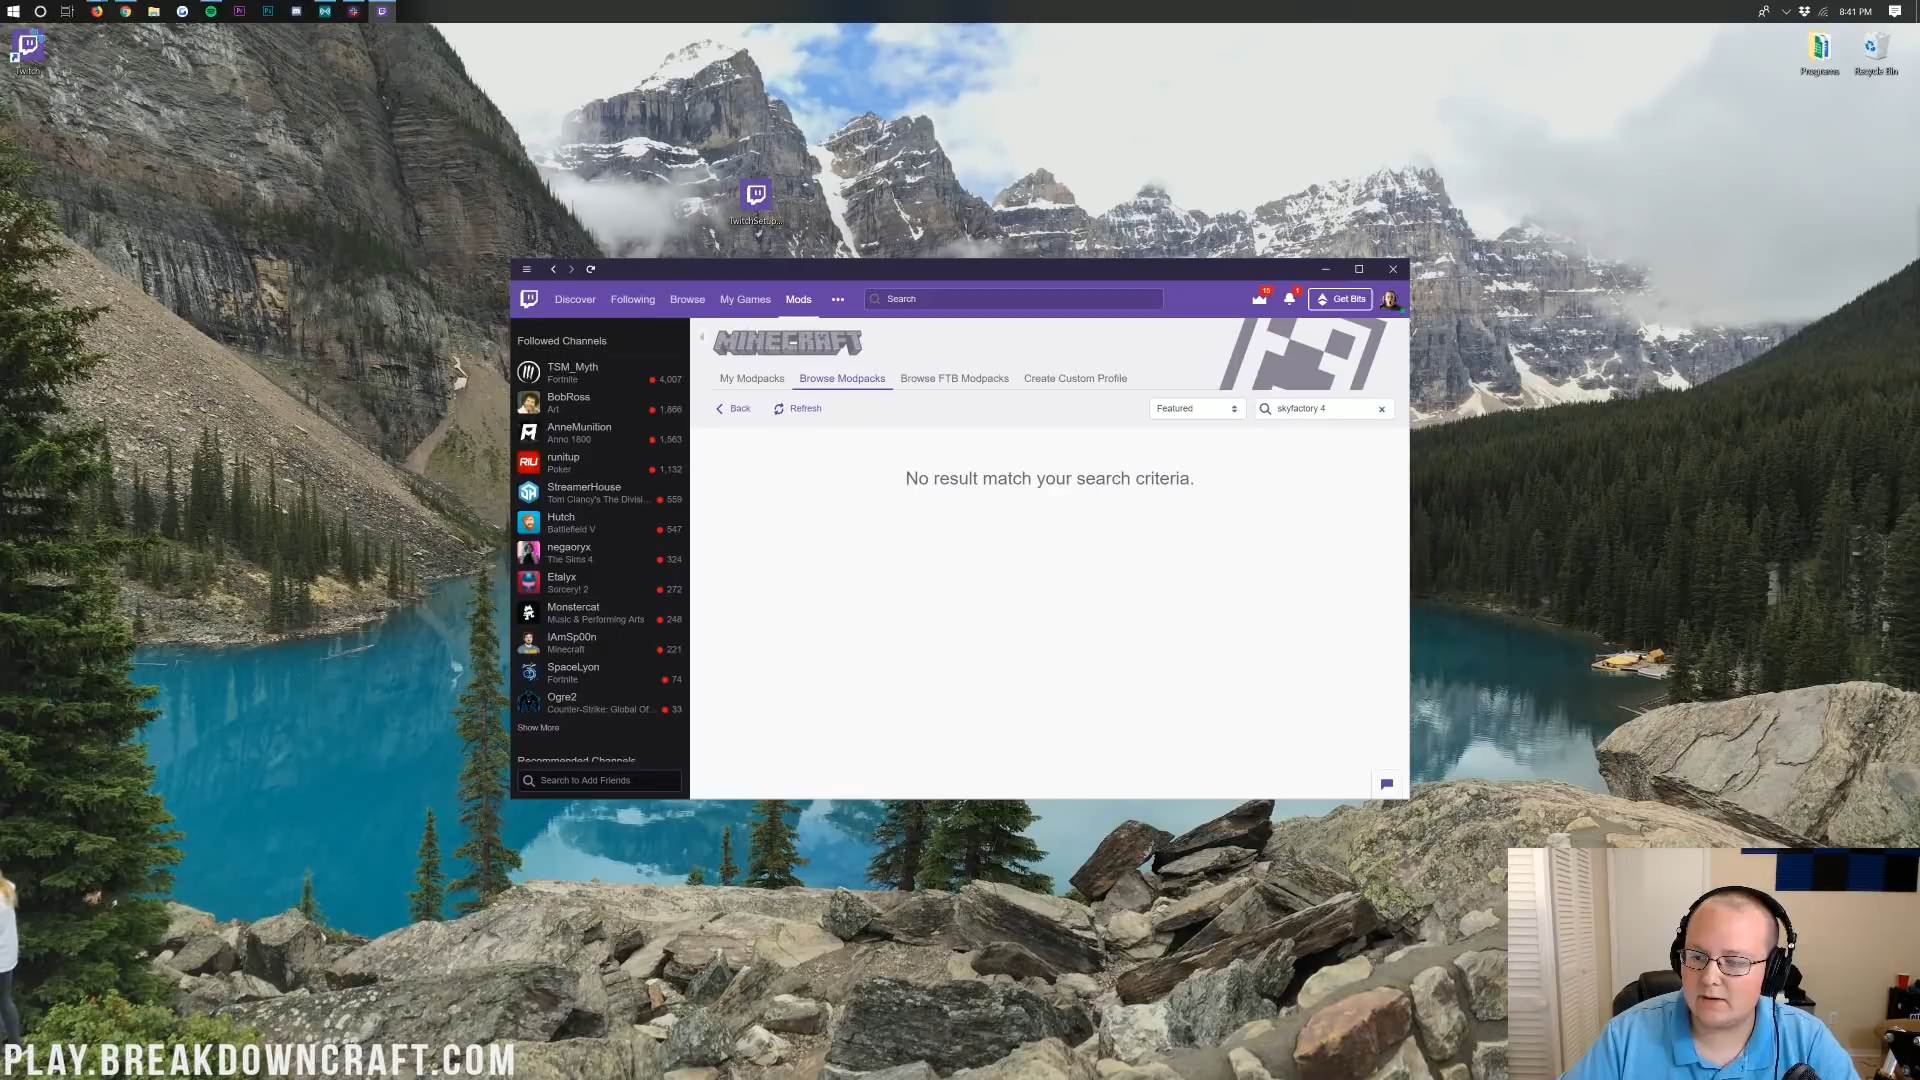 8:41 PM
Twitch
Programs
Recycle Bin
TwitchSetup...
Discover
Following
Browse
My Games
Mods
Search
15
1
Get Bits
Followed Channels
TSM_Myth
Fortnite
4,007
BobRoss
Art
1,866
AnneMunition
Anno 1800
1,563
runitup
Poker
1,132
StreamerHouse
Tom Clancy's The Divisi...
559
Hutch
Battlefield V
547
negaoryx
The Sims 4
324
Etalyx
Sorcery! 2
272
Monstercat
Music & Performing Arts
248
IAmSp00n
Minecraft
221
SpaceLyon
Fortnite
74
Ogre2
Counter-Strike: Global Of...
33
Show More
Recommended Channels
Search to Add Friends
MINECRAFT
My Modpacks
Browse Modpacks
Browse FTB Modpacks
Create Custom Profile
Back
Refresh
Featured
skyfactory 4
No result match your search criteria.
PLAY.BREAKDOWNCRAFT.COM